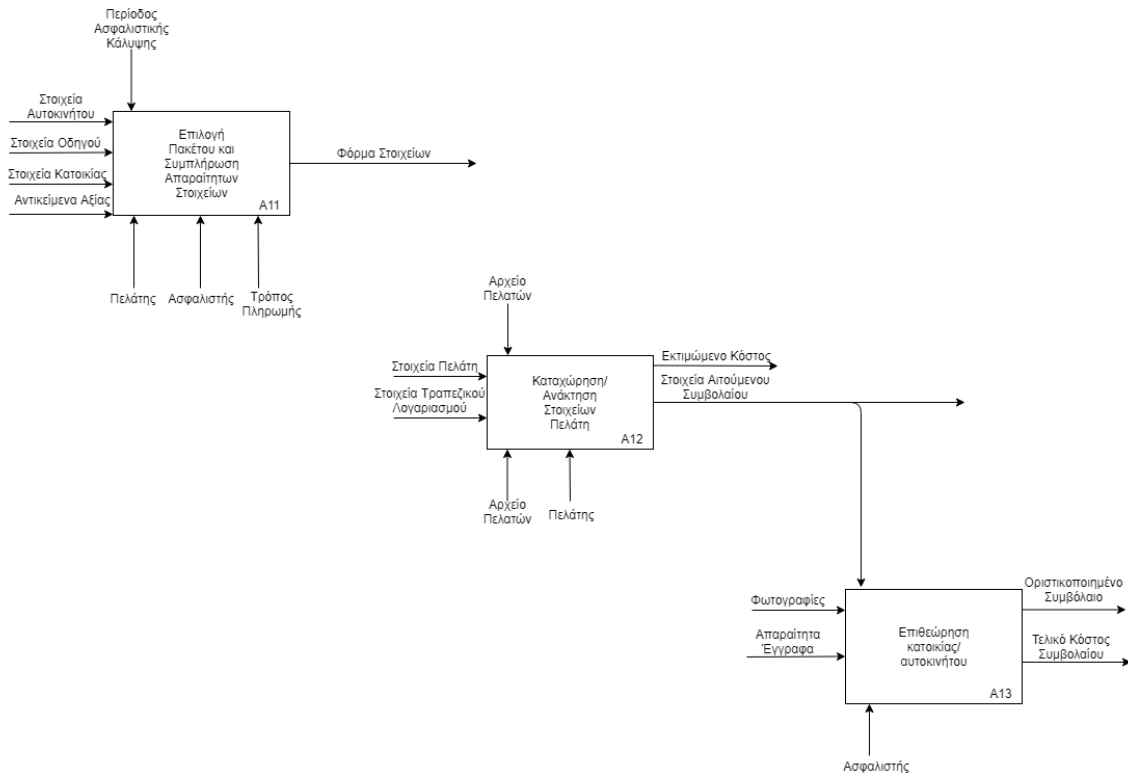 Περίοδος
Ασφαλιστικής
Κάλυψης
Στοιχεία
Αυτοκινήτου
Στοιχεία Οδηγού
Στοιχεία Κατοικίας
Αντικείμενα Αξίας
Επιλογή
Πακέτου και
Συμπλήρωση
Απαραίτητων
Στοιχείων
A11
Φόρμα Στοιχείων
Πελάτης
Ασφαλιστής
Τρόπος
Πληρωμής
Αρχείο
Πελατών
Στοιχεία Πελάτη
Στοιχεία Τραπεζικού
Λογαριασμού
Καταχώρηση/
Ανάκτηση
Στοιχείων
Πελάτη
A12
Εκτιμώμενο Κόστος
Στοιχεία Αιτούμενου
Συμβολαίου
Αρχείο
Πελατών
Πελάτης
Φωτογραφίες
Απαραίτητα
Έγγραφα
Επιθεώρηση
κατοικίας/
αυτοκινήτου
A13
Οριστικοποιημένο
Συμβόλαιο
Τελικό Κόστος
Συμβολαίου
Ασφαλιστής